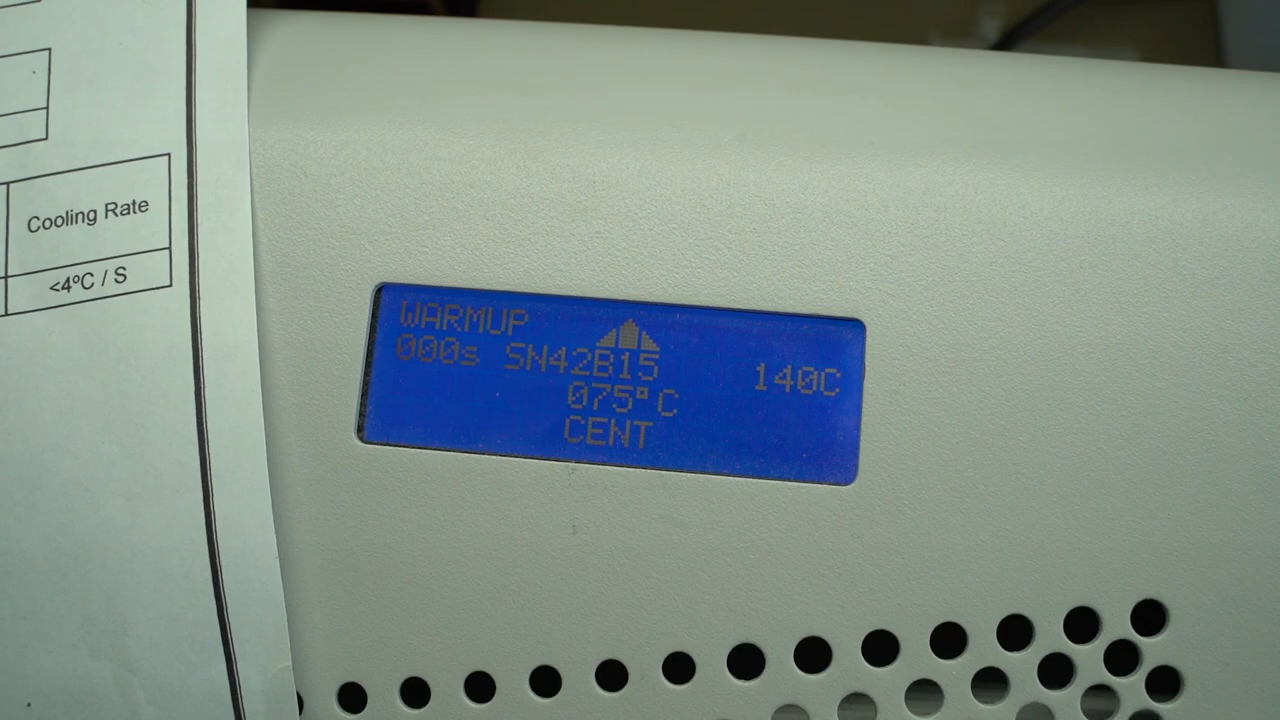 Cooling Rate
<4ºC / S
WARMUP
000s SN42B15 140C
075°C
CENT